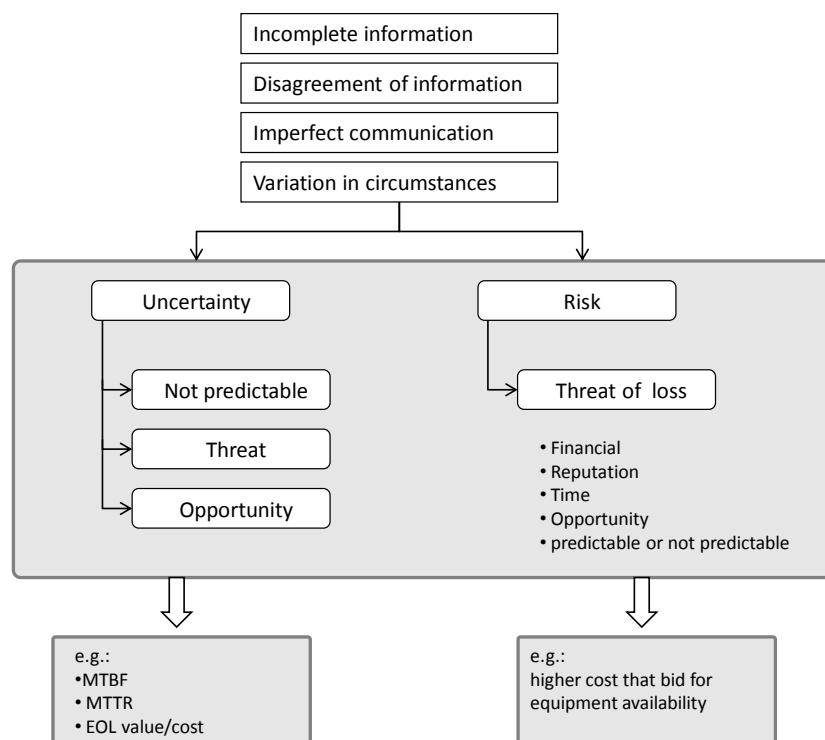 Incomplete information
Disagreement of information
Imperfect communication
Variation in circumstances
Uncertainty
Not predictable
Threat
Opportunity
Risk
Threat of loss
• Financial
• Reputation
• Time
• Opportunity
• predictable or not predictable
e.g.:
•MTBF
• MTTR
• EOL value/cost
e.g.:
higher cost that bid for
equipment availability